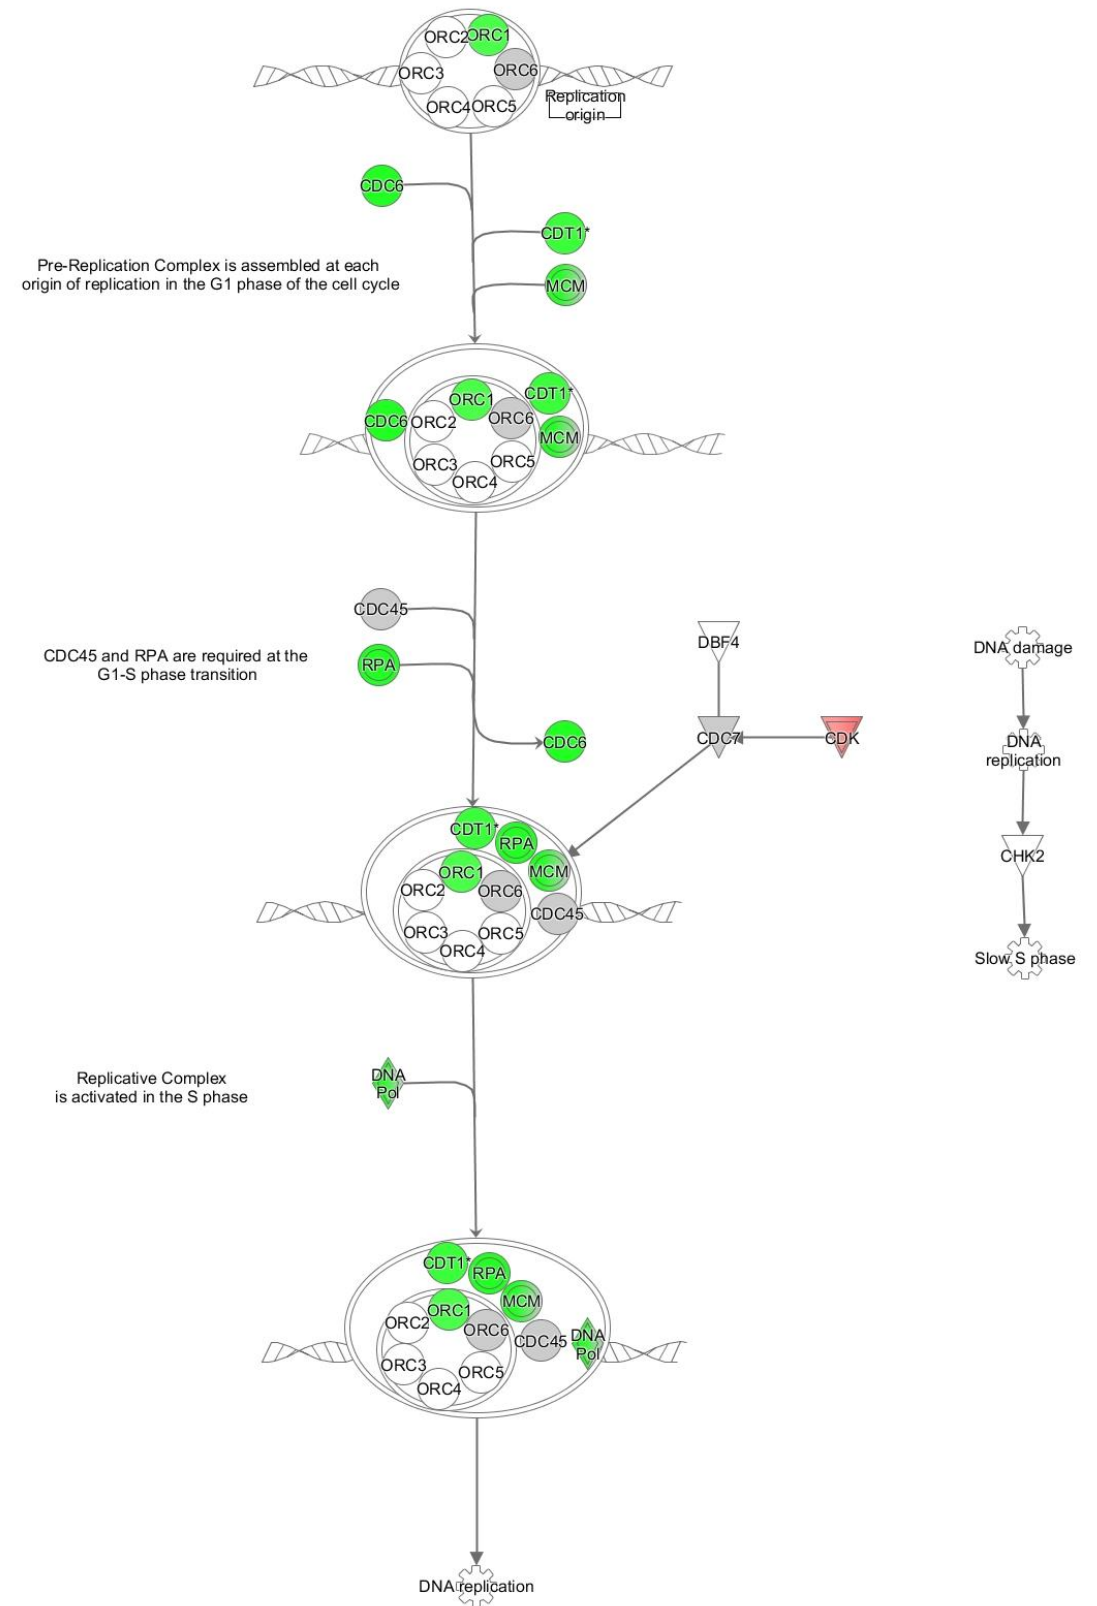 ORC2
ORC1
ORC3
ORC6
ORC4
ORC5
Replication
origin
CDC6
CDT1*
Pre-Replication Complex is assembled at each
origin of replication in the G1 phase of the cell cycle
MCM
CDT1*
ORC1
CDC6
ORC2
ORC6
MCM
ORC3
ORC5
ORC4
CDC45
CDC45 and RPA are required at the
G1-S phase transition
RPA
CDC6
DBF4
CDC7
CDK
DNA damage
DNA
replication
CHK2
Slow S phase
CDT1*
RPA
ORC1
MCM
ORC2
ORC6
CDC45
ORC3
ORC5
ORC4
Replicative Complex
is activated in the S phase
DNA
Pol
CDT1*
RPA
MCM
ORC1
ORC2
ORC6
CDC45
DNA
Pol
ORC3
ORC5
ORC4
DNA replication